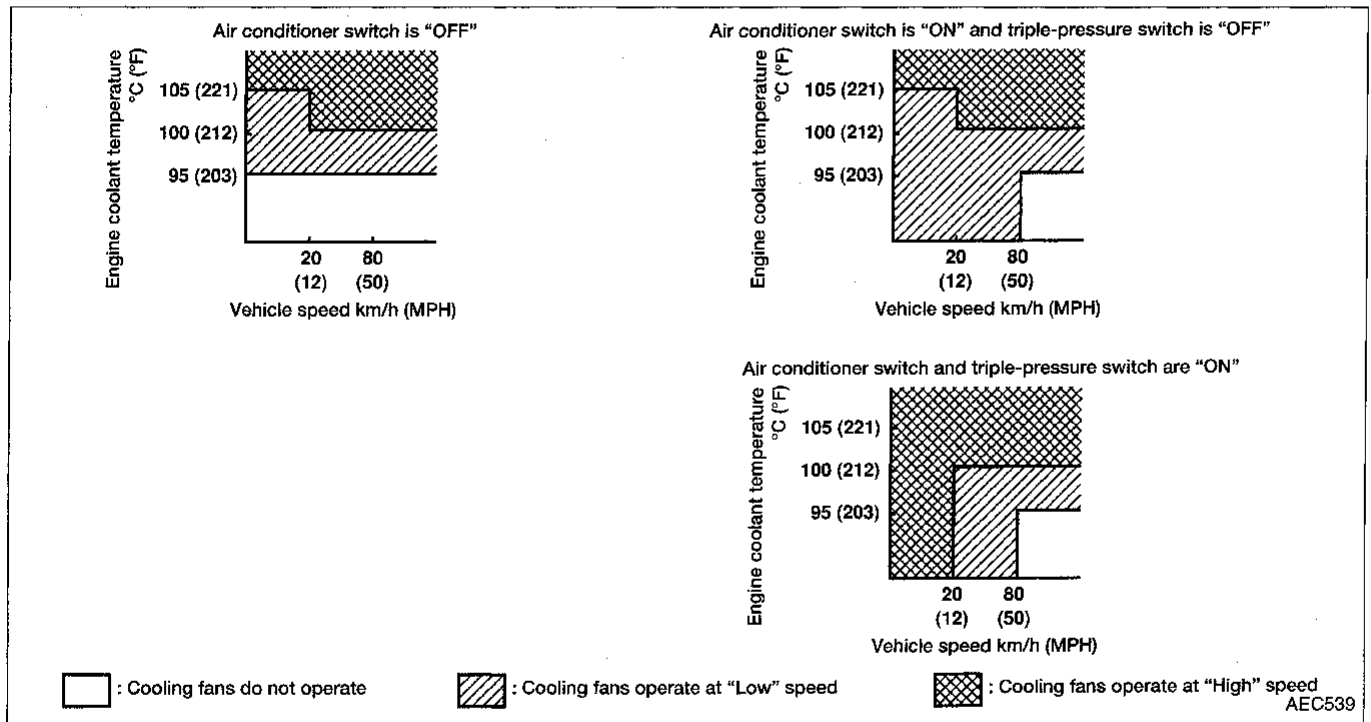 Air conditioner switch is “OFF”
Engine coolant temperature
°C (°F)
105 (221)
100 (212)
95 (203)
20
(12)
80
(50)
Vehicle speed km/h (MPH)
Air conditioner switch is “ON” and triple-pressure switch is “OFF”
Engine coolant temperature
°C (°F)
105 (221)
100 (212)
95 (203)
20
(12)
80
(50)
Vehicle speed km/h (MPH)
Air conditioner switch and triple-pressure switch are “ON”
Engine coolant temperature
°C (°F)
105 (221)
100 (212)
95 (203)
20
(12)
80
(50)
Vehicle speed km/h (MPH)
: Cooling fans do not operate
: Cooling fans operate at “Low” speed
: Cooling fans operate at “High” speed
AEC539